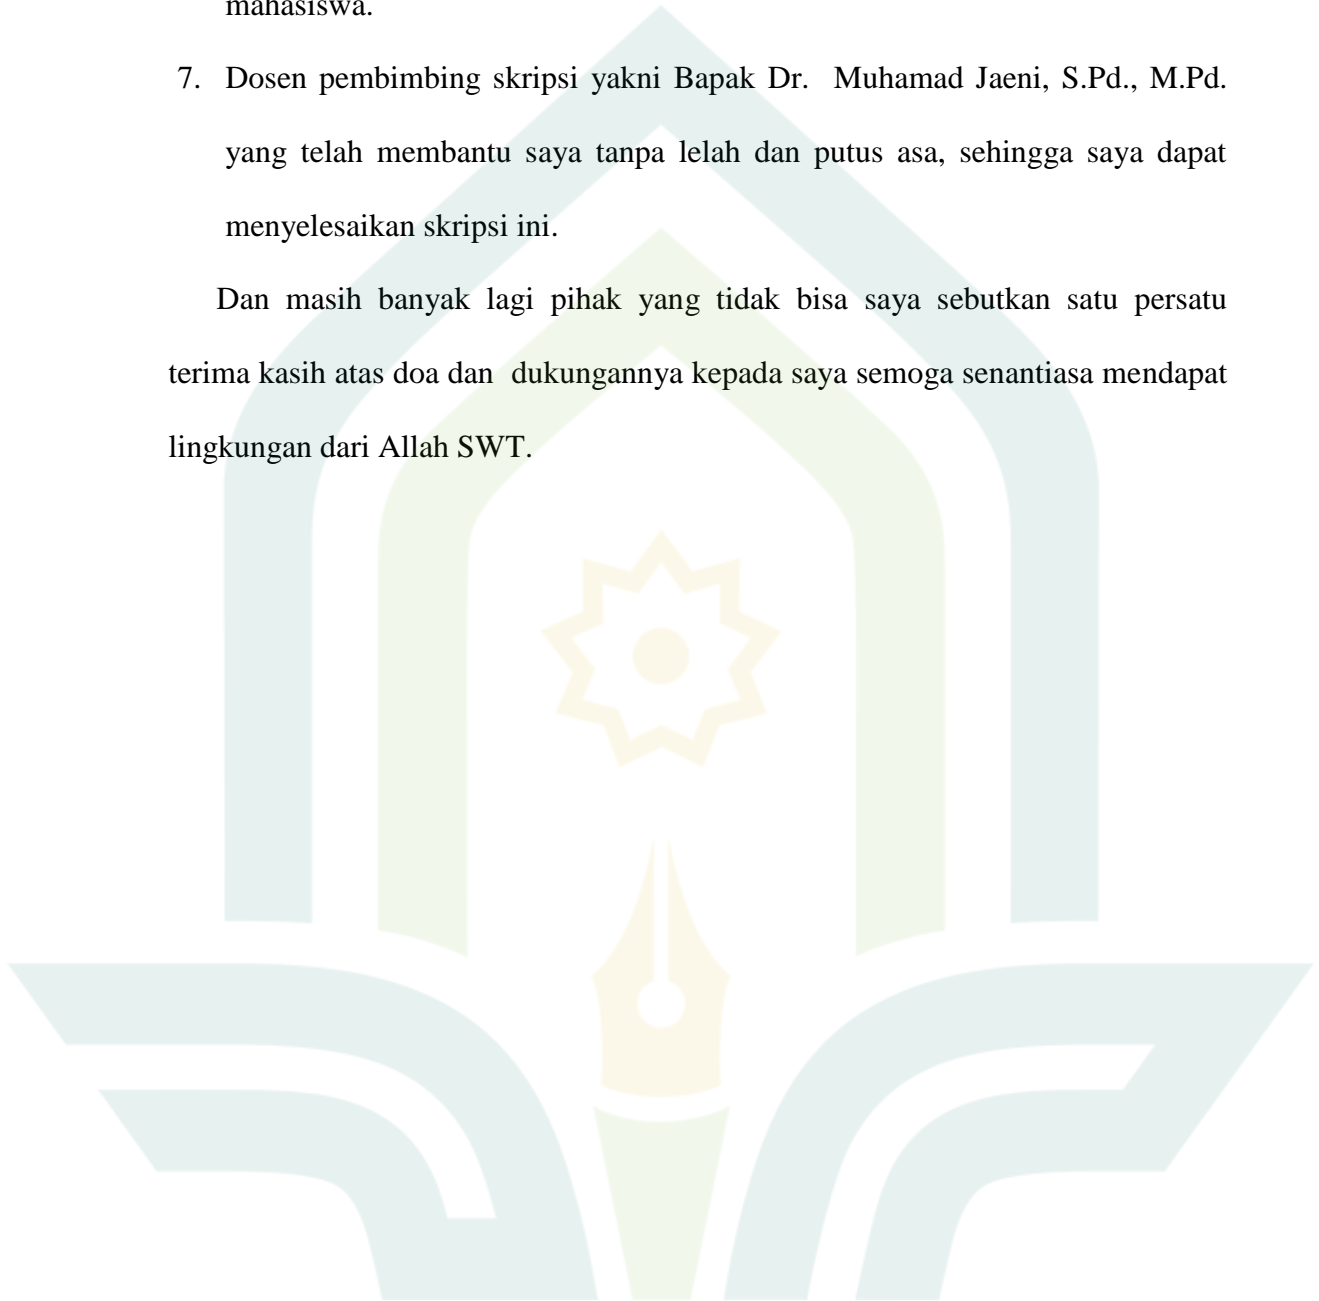 mahasiswa.
7. Dosen pembimbing skripsi yakni Bapak Dr. Muhamad Jaeni, S.Pd., M.Pd.
yang telah membantu saya tanpa lelah dan putus asa, sehingga saya dapat
menyelesaikan skripsi ini.
Dan masih banyak lagi pihak yang tidak bisa saya sebutkan satu persatu
terima kasih atas doa dan dukungannya kepada saya semoga senantiasa mendapat
lingkungan dari Allah SWT.